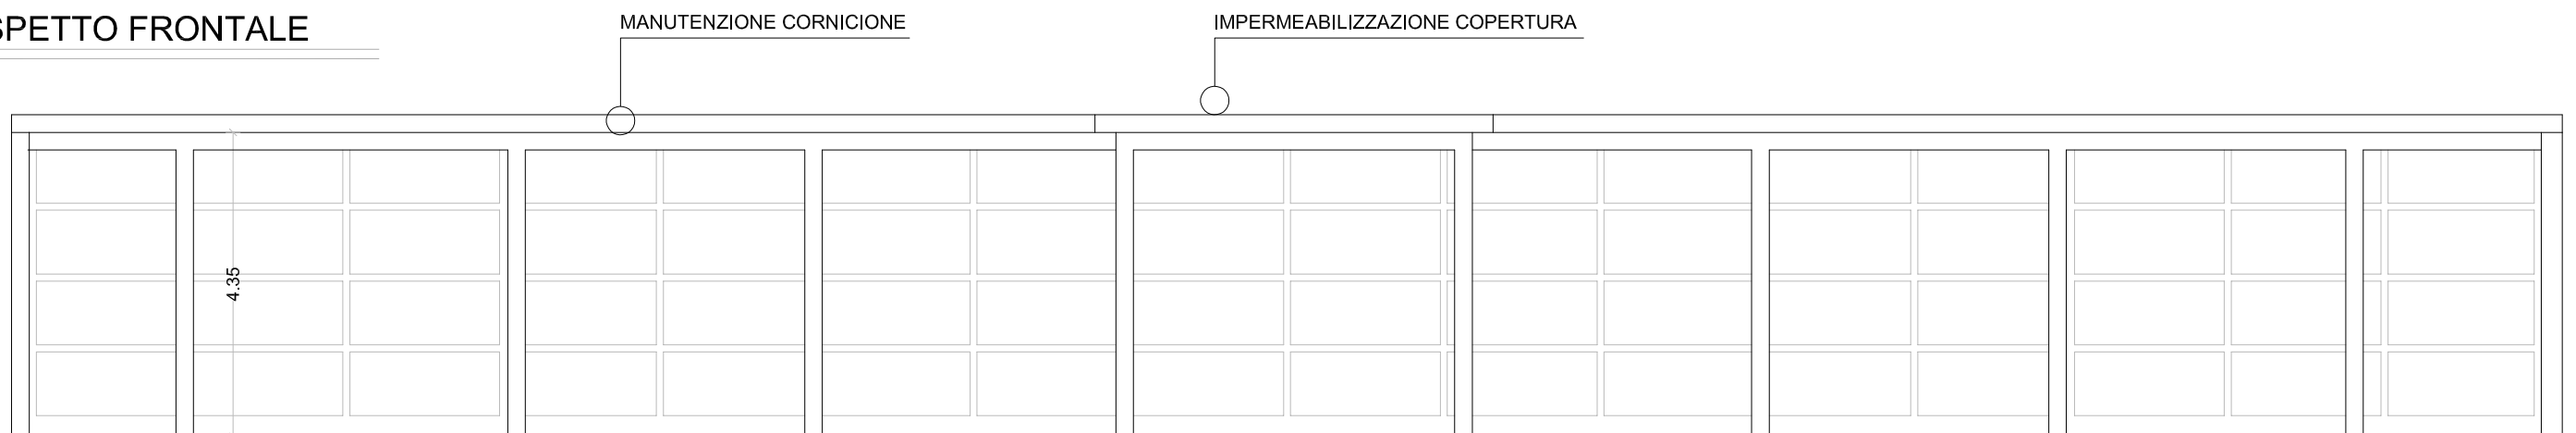 SPETTO FRONTALE
MANUTENZIONE CORNICIONE
IMPERMEABILIZZAZIONE COPERTURA
4.35